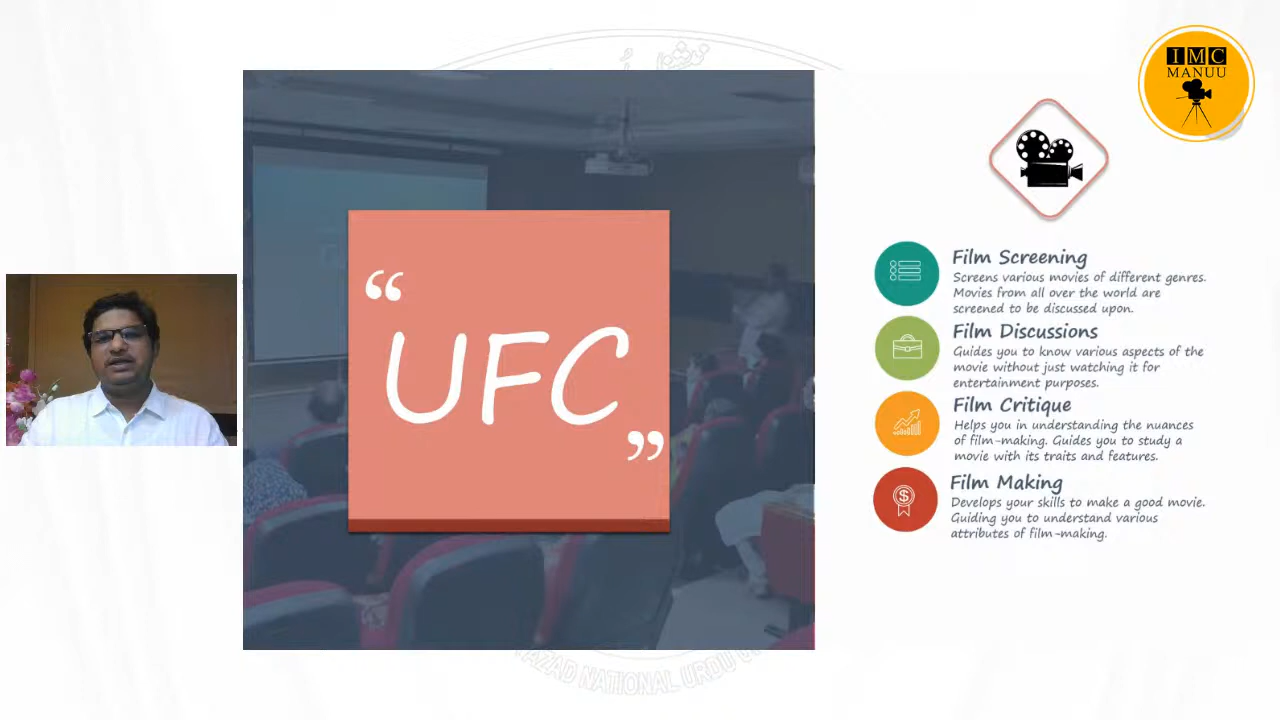 IMC
MANUU
“
UFC
”
Film Screening
Screens various movies of different genres.
Movies from all over the world are
screened to be discussed upon.
Film Discussions
Guides you to know various aspects of the
movie without just watching it for
entertainment purposes.
Film Critique
Helps you in understanding the nuances
of film-making. Guides you to study a
movie with its traits and features.
Film Making
Develops your skills to make a good movie.
Guiding you to understand various
attributes of film-making.
AZAD NATIONAL URDU